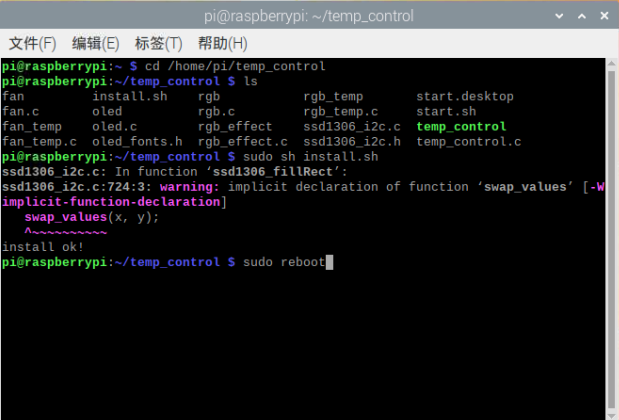 pi@raspberrypi: ~/temp_control
文件(F) 编辑(E) 标签(T) 帮助(H)
pi@raspberrypi:~ $ cd /home/pi/temp_control
pi@raspberrypi:~/temp_control $ ls
fan install.sh rgb rgb_temp start.desktop
fan.c oled rgb.c rgb_temp.c start.sh
fan_temp oled.c rgb_effect ssd1306_i2c.c temp_control
fan_temp.c oled_fonts.h rgb_effect.c ssd1306_i2c.h temp_control.c
pi@raspberrypi:~/temp_control $ sudo sh install.sh
ssd1306_i2c.c: In function ‘ssd1306_fillRect’:
ssd1306_i2c.c:724:3: warning: implicit declaration of function ‘swap_values’ [-W
implicit-function-declaration]
swap_values(x, y);
^~~~~~~~~~~
install ok!
pi@raspberrypi:~/temp_control $ sudo reboot